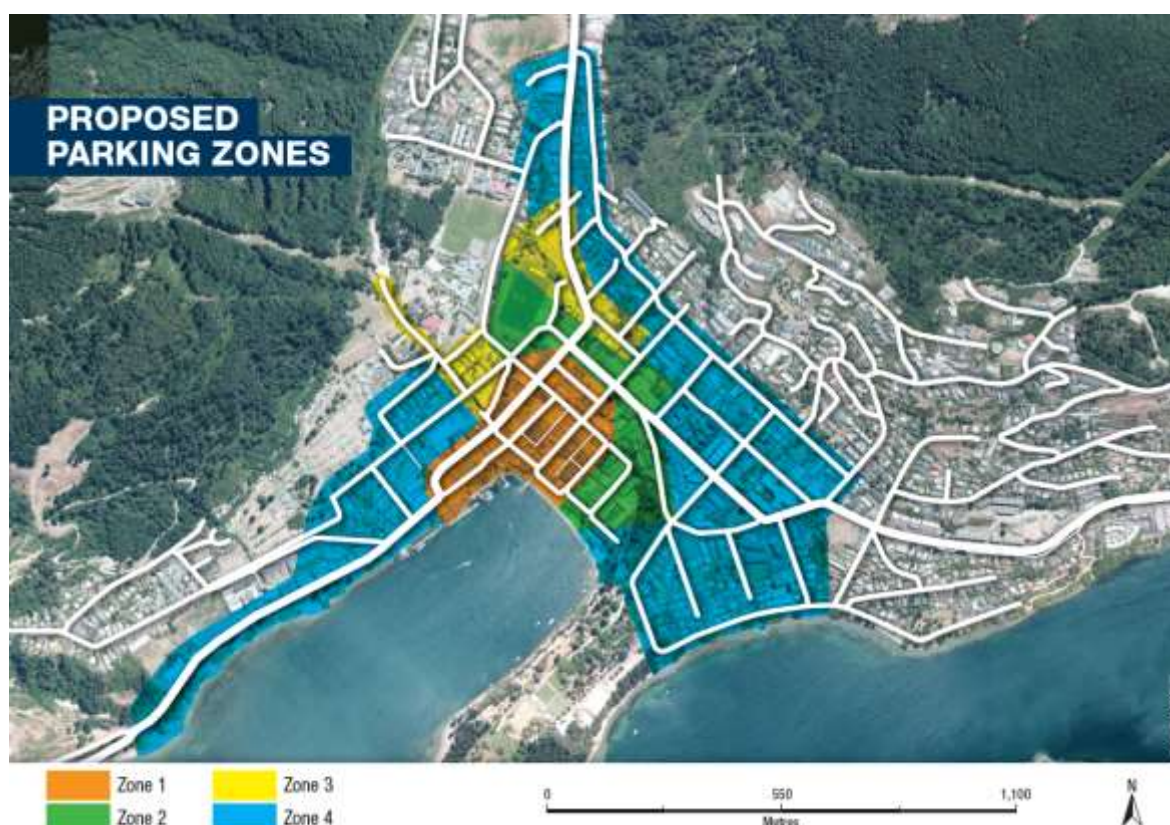 PROPOSED
PARKING ZONES
Zone 1
Zone 3
Zone 2
Zone 4
0 550 1,100
Metres
N